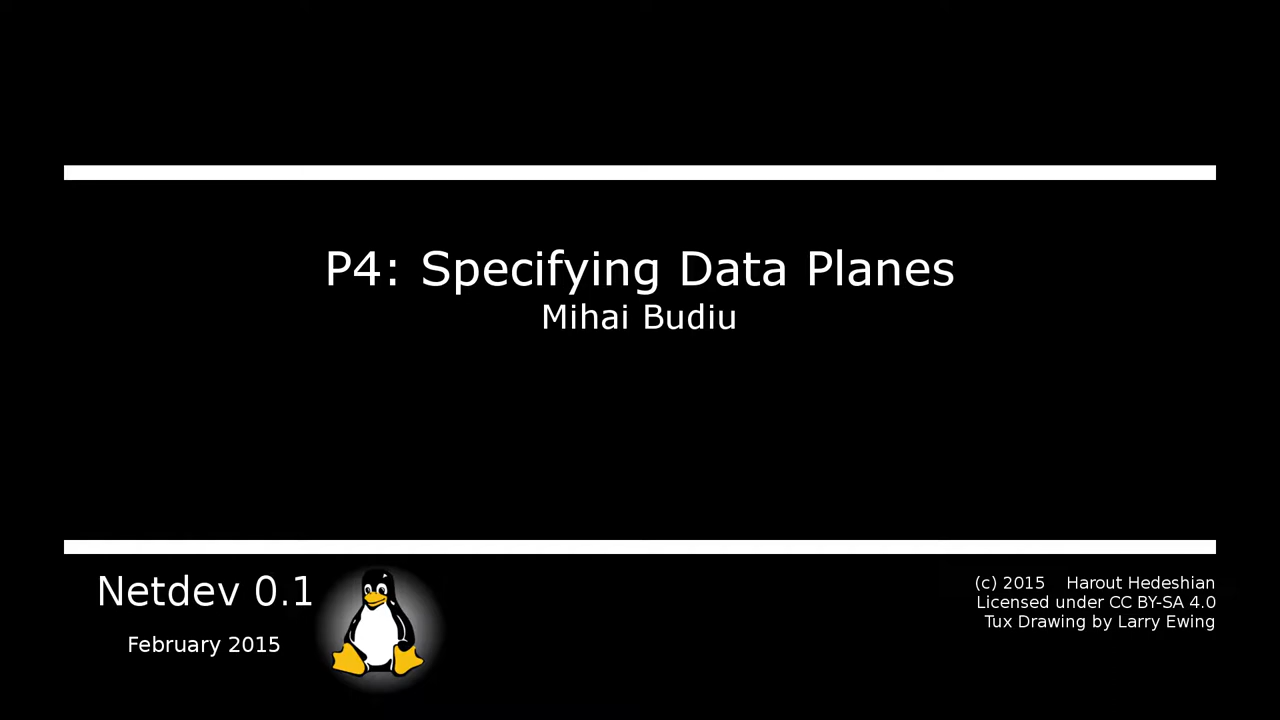 P4: Specifying Data Planes
Mihai Budiu
Netdev 0.1
February 2015
(c) 2015 Harout Hedeshian
Licensed under CC BY-SA 4.0
Tux Drawing by Larry Ewing